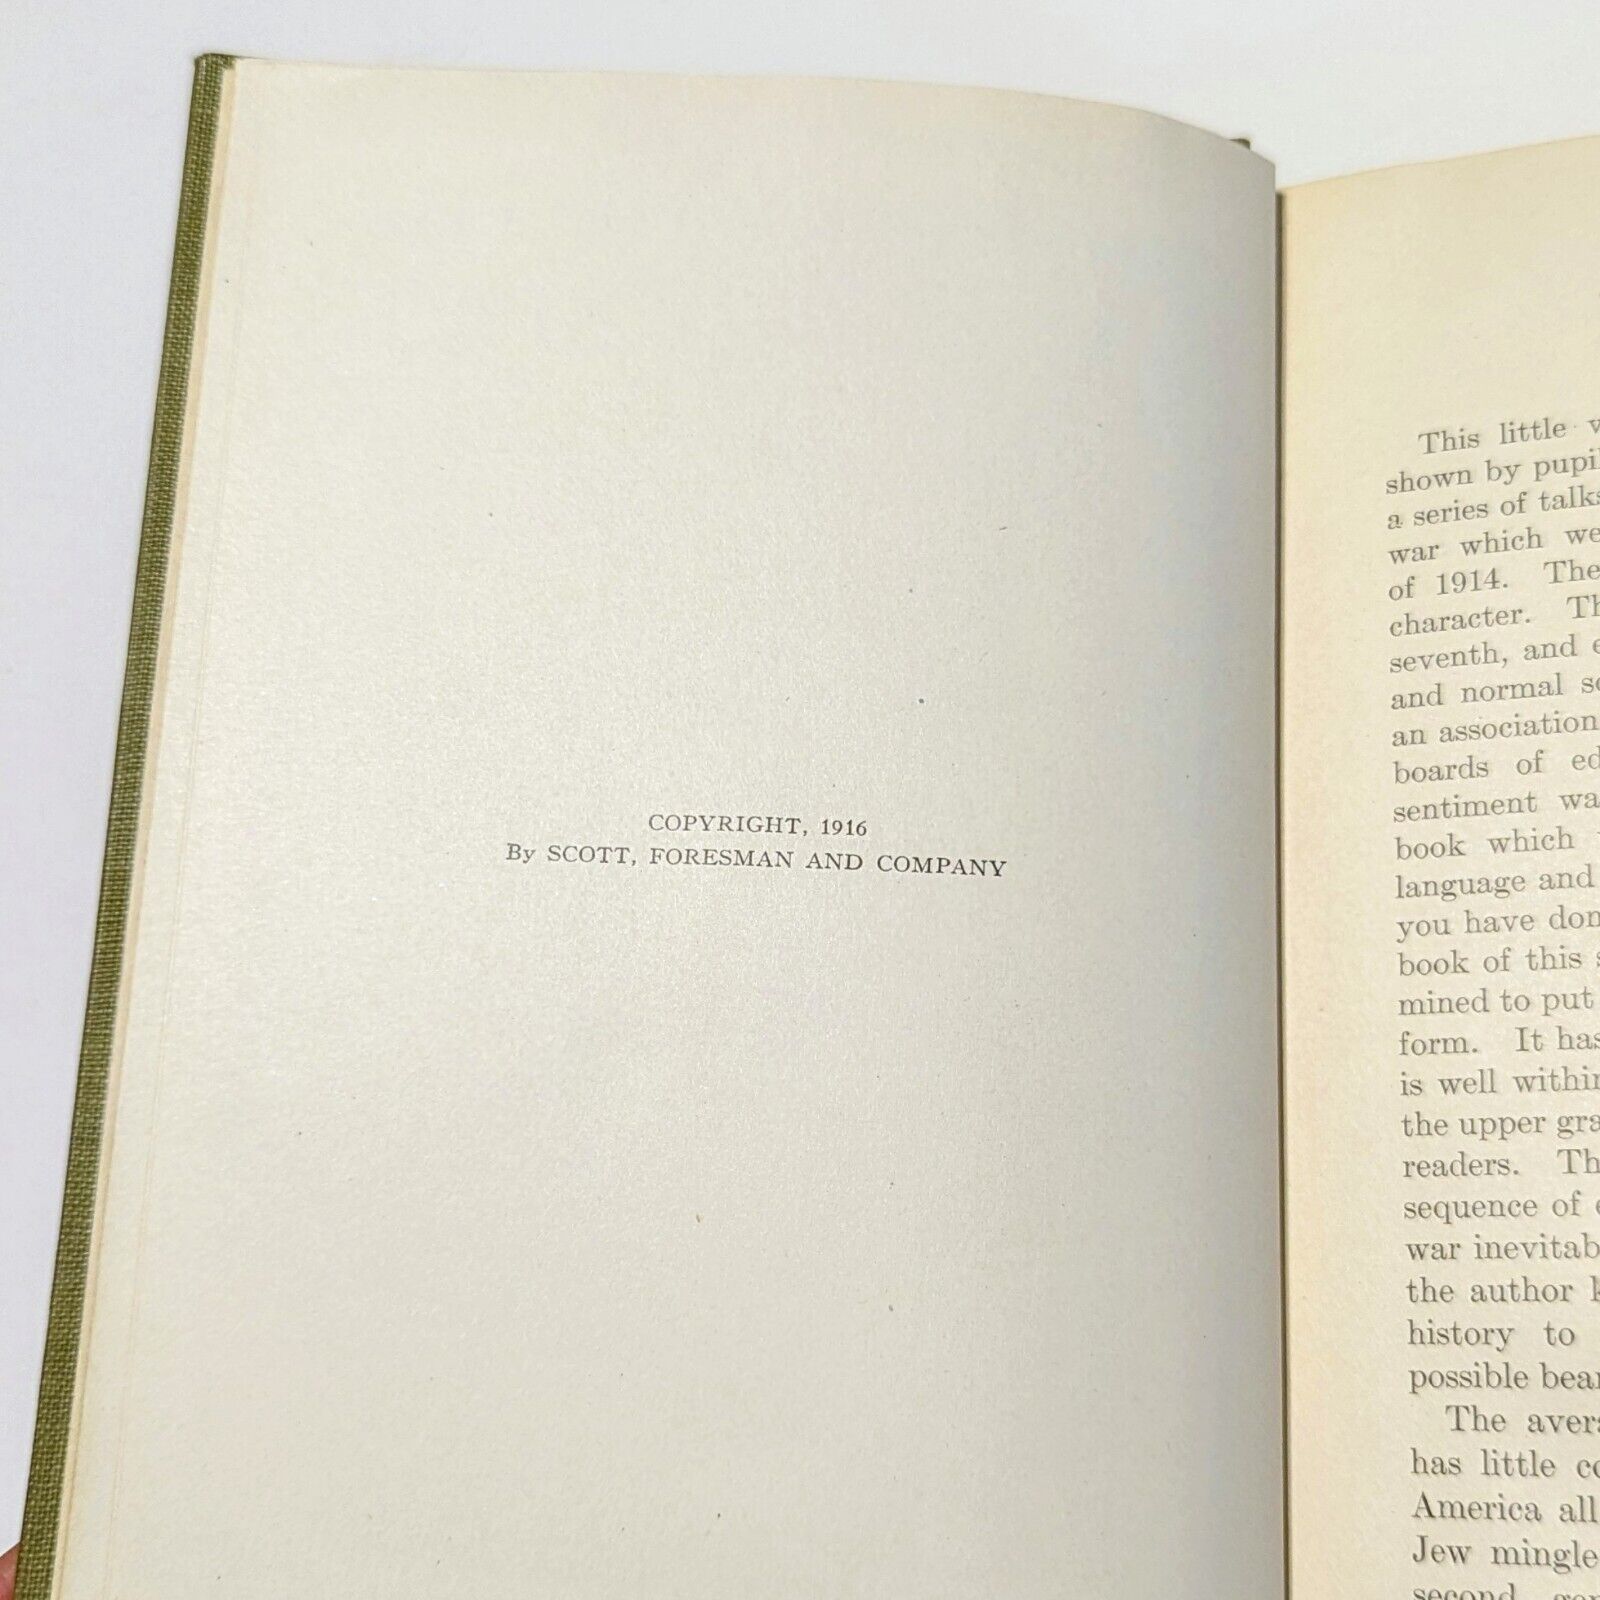 COPYRIGHT, 1916
By SCOTT, FORESMAN AND COMPANY
This little
shown by
a series of
war which
of 1914. The
character.
seventh, and
and normal
an association
boards of
sentiment
book which
language and
you have
book of this
mined to put
form. It has
is well
the upper
readers.
sequence of
war
the author
history to
possible
The
has little
America all
Jew
second